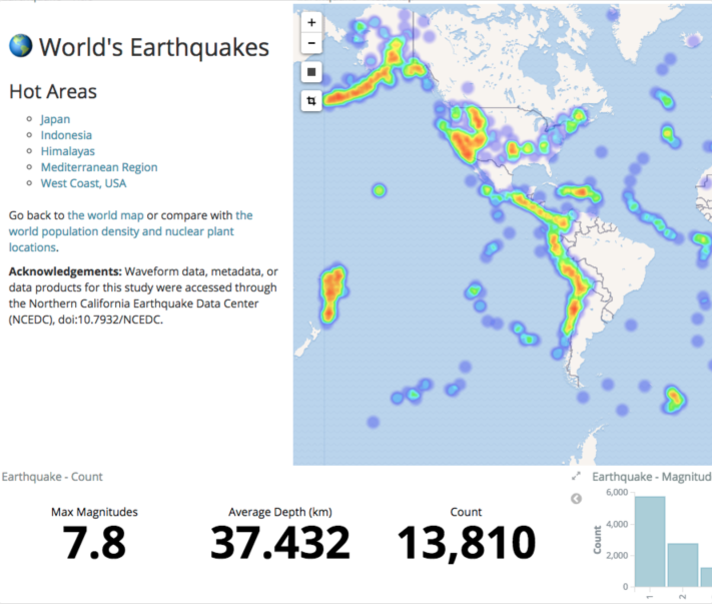 World's Earthquakes
Hot Areas
Japan
Indonesia
Himalayas
Mediterranean Region
West Coast, USA
Go back to the world map or compare with the
world population density and nuclear plant
locations.
Acknowledgements: Waveform data, metadata, or
data products for this study were accessed through
the Northern California Earthquake Data Center
(NCEDC), doi:10.7932/NCEDC.
+
−
Earthquake - Count
Max Magnitudes
7.8
Average Depth (km)
37.432
Count
13,810
Earthquake - Magnitud
Count
6,000
4,000
2,000
0
1
2